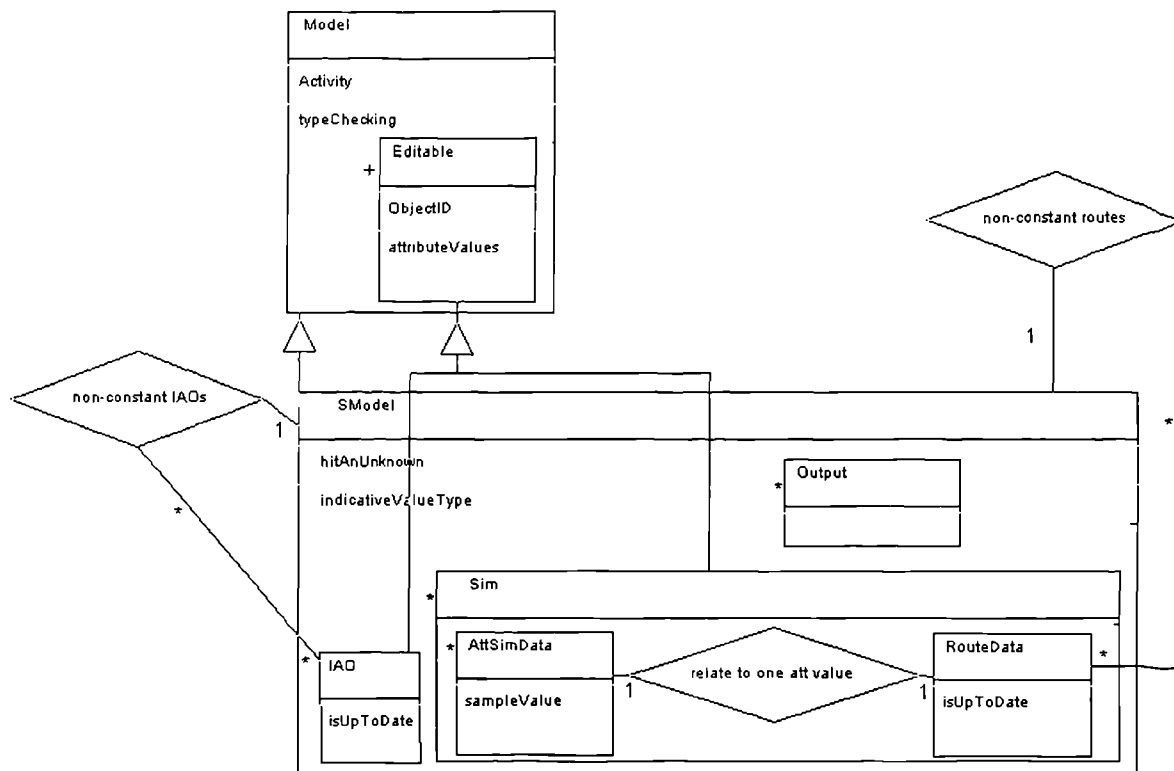 Model
Activity
typeChecking
+
Editable
ObjectID
attributeValues
non-constant routes
1
non-constant IAOs
1
*
SModel
*
hitAnUnknown
indicativeValueType
*
Output
*
Sim
*
IAO
isUpToDate
*
AttSimData
sampleValue
1
relate to one att value
1
RouteData
*
isUpToDate